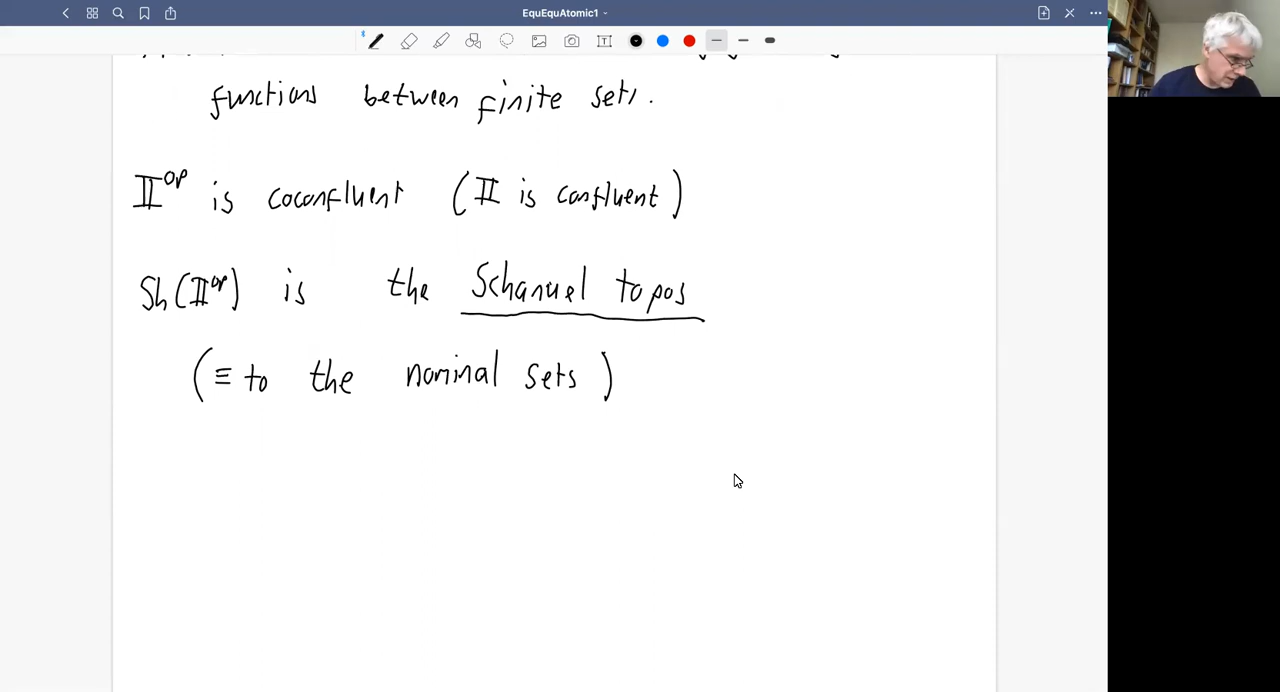 EquEquAtomic1
functions between finite sets.
𝕀^op is coconfluent (𝕀 is confluent)
Sh(𝕀^op) is the Schanuel topos
(≡ to the nominal sets)